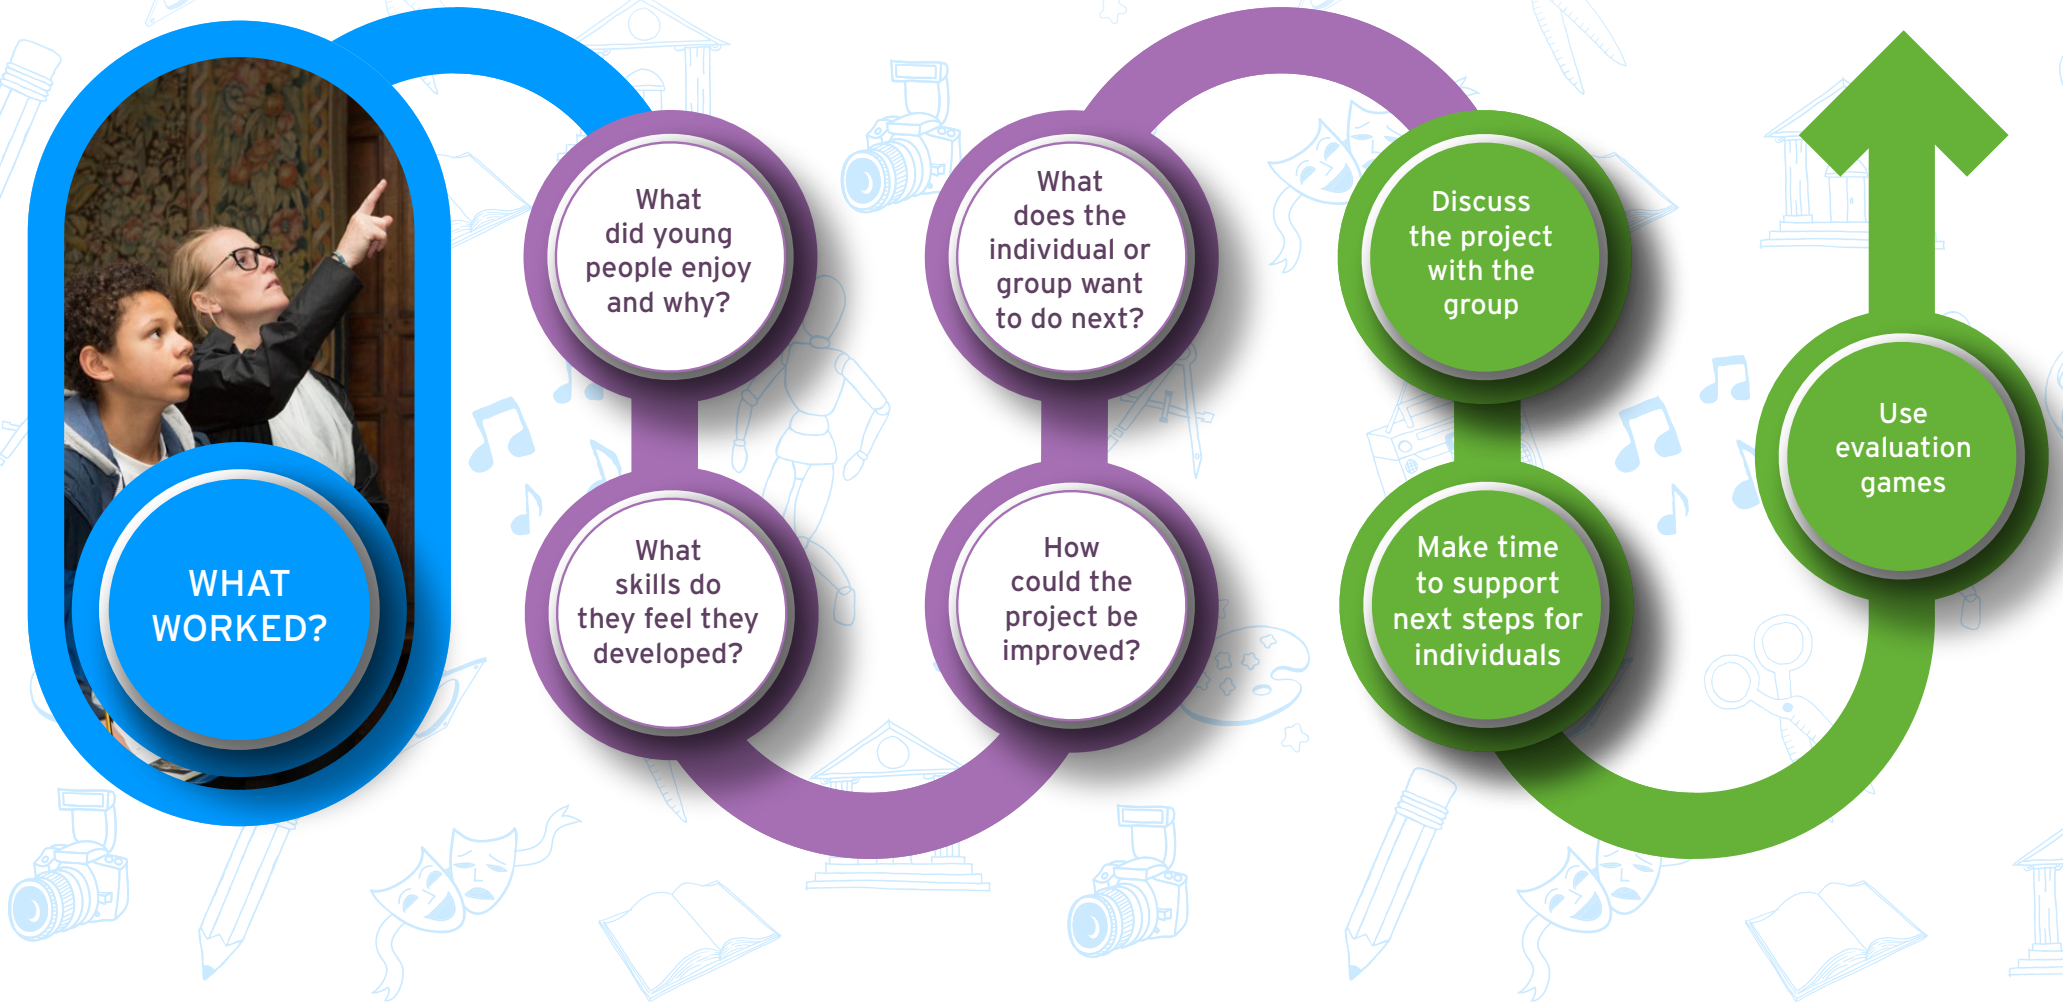 WHAT
WORKED?
What
did young
people enjoy
and why?
What
skills do
they feel they
developed?
How
could the
project be
improved?
What
does the
individual or
group want
to do next?
Discuss
the project
with the
group
Make time
to support
next steps for
individuals
Use
evaluation
games